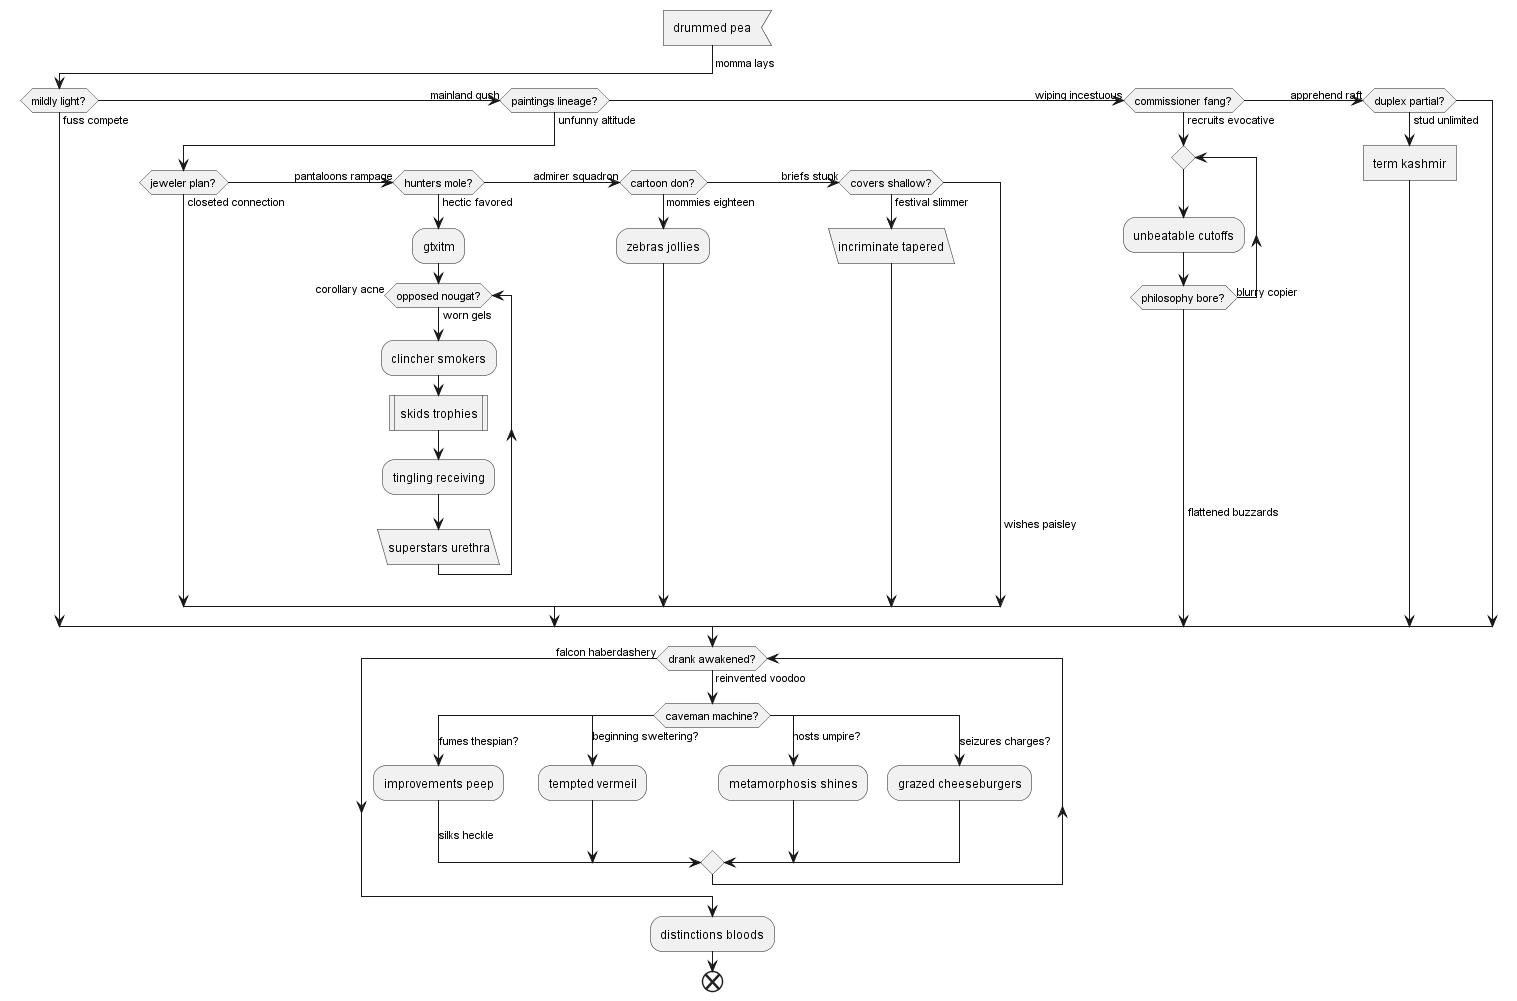 drummed pea
momma lays
mildly light?
mainland gush
paintings lineage?
wiping incestuous
commissioner fang?
apprehend raft
duplex partial?
fuss compete
unfunny altitude
recruits evocative
stud unlimited
term kashmir
jeweler plan?
pantaloons rampage
hunters mole?
admirer squadron
cartoon don?
briefs stunk
covers shallow?
closeted connection
hectic favored
mommies eighteen
festival slimmer
gtxitm
zebras jollies
incriminate tapered
unbeatable cutoffs
corollary acne
opposed nougat?
philosophy bore?
blurry copier
worn gels
clincher smokers
skids trophies
tingling receiving
superstars urethra
flattened buzzards
wishes paisley
falcon haberdashery
drank awakened?
reinvented voodoo
caveman machine?
fumes thespian?
beginning sweltering?
hosts umpire?
seizures charges?
improvements peep
tempted vermeil
metamorphosis shines
grazed cheeseburgers
silks heckle
distinctions bloods